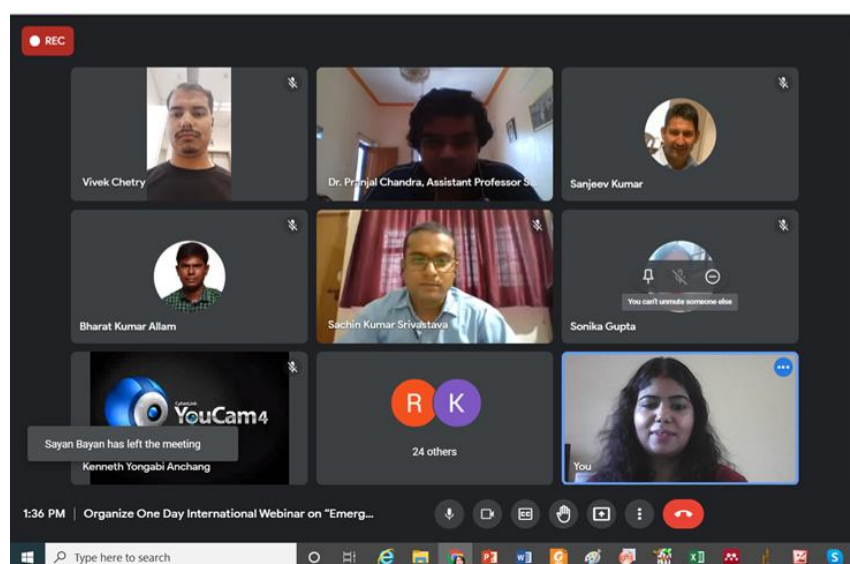 REC
Vivek Chetry
Dr. Pranjal Chandra, Assistant Professor S...
Sanjeev Kumar
Bharat Kumar Allam
Sachin Kumar Srivastava
You can't unmute someone else
Sonika Gupta
CyberLink
YouCam4
Sayan Bayan has left the meeting
Kenneth Yongabi Anchang
R K
24 others
You
1:36 PM | Organize One Day International Webinar on "Emerg...
CC
Type here to search